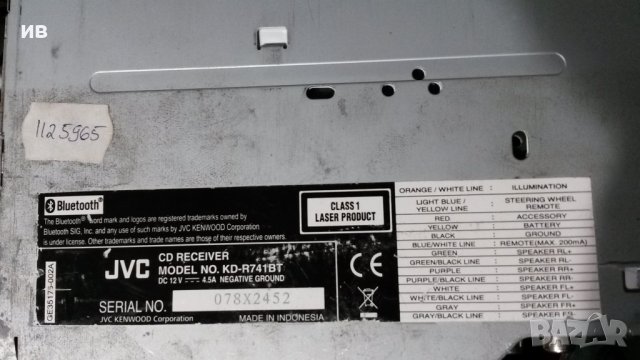 ИВ
1125965
Bluetooth®
The Bluetooth® word mark and logos are registered trademarks owned by
Bluetooth SIG, Inc. and any use of such marks by JVC KENWOOD Corporation
is under license. Other trademarks and trade names are those of their respective owners.
CLASS 1
LASER PRODUCT
JVC
CD RECEIVER
MODEL NO. KD-R741BT
DC 12 V 4.5A NEGATIVE GROUND
SERIAL NO. 078X2452
JVC KENWOOD Corporation
MADE IN INDONESIA
GE35175-002A
ORANGE / WHITE LINE : ILLUMINATION
LIGHT BLUE / YELLOW LINE : STEERING WHEEL REMOTE
RED : ACCESSORY
YELLOW : BATTERY
BLACK : GROUND
BLUE/WHITE LINE : REMOTE(MAX. 200mA)
GREEN : SPEAKER RL+
GREEN/BLACK LINE : SPEAKER RL-
PURPLE : SPEAKER RR+
PURPLE/BLACK LINE : SPEAKER RR-
WHITE : SPEAKER FL+
WHITE/BLACK LINE : SPEAKER FL-
GRAY : SPEAKER FR+
GRAY/BLACK LINE : SPEAKER FR-
BAZAR